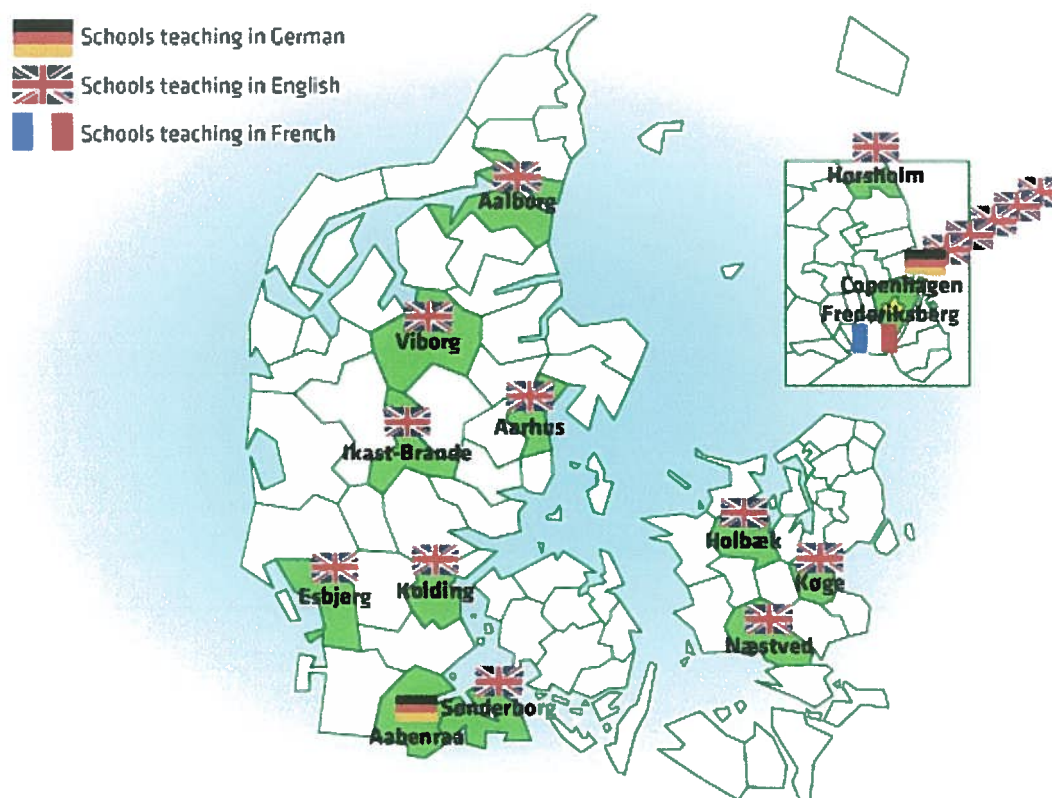 Schools teaching in German
Schools teaching in English
Schools teaching in French
Hørsholm
Aalborg
Copenhagen
Frederiksberg
Viborg
Aarhus
Ikast-Brande
Holbæk
Køge
Esbjerg
Kolding
Næstved
Sønderborg
Aabenraa